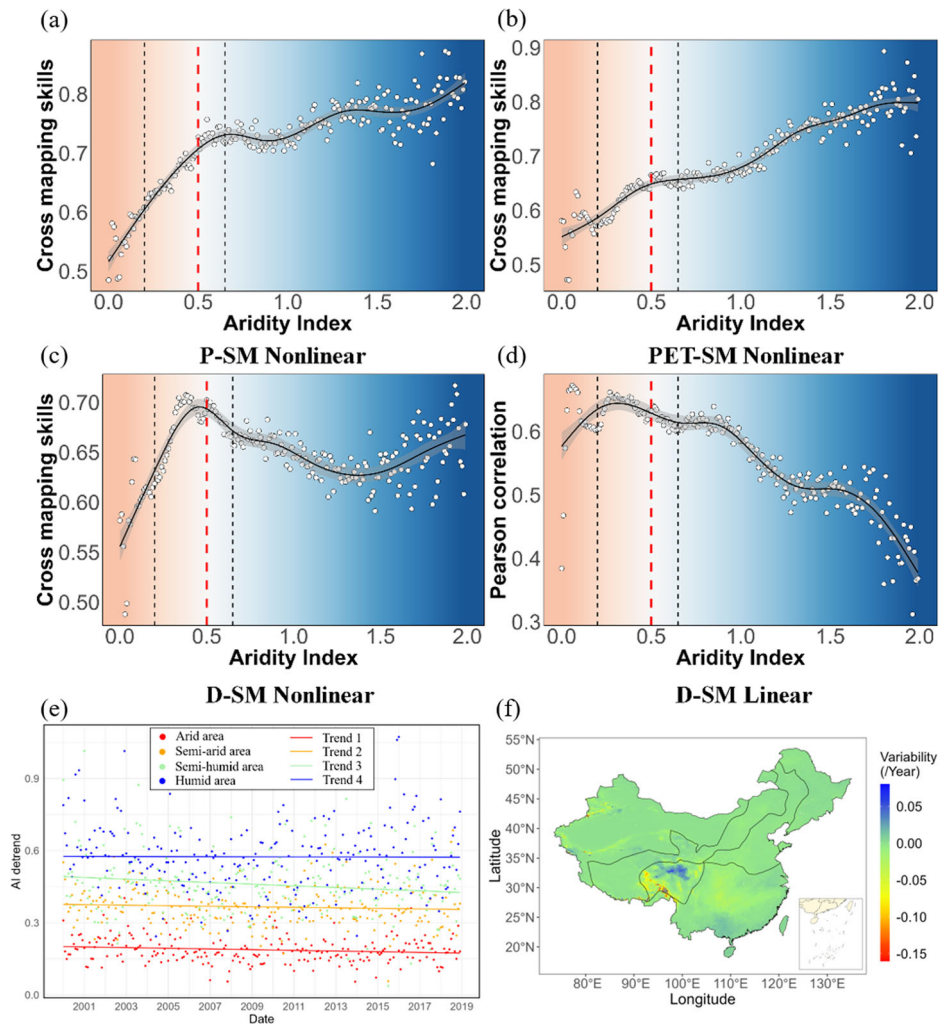 (a)
(b)
Cross mapping skills
0.8
0.7
0.6
0.5
0.0 0.5 1.0 1.5 2.0
Aridity Index
Cross mapping skills
0.9
0.8
0.7
0.6
0.5
0.0 0.5 1.0 1.5 2.0
Aridity Index
(c) P-SM Nonlinear
(d) PET-SM Nonlinear
Cross mapping skills
0.70
0.65
0.60
0.55
0.50
0.0 0.5 1.0 1.5 2.0
Aridity Index
Pearson correlation
0.6
0.5
0.4
0.3
0.0 0.5 1.0 1.5 2.0
Aridity Index
(e) D-SM Nonlinear
(f) D-SM Linear
Arid area Trend 1
Semi-arid area Trend 2
Semi-humid area Trend 3
Humid area Trend 4
AI detrend
0.9
0.6
0.3
0.0
2001 2003 2005 2007 2009 2011 2013 2015 2017 2019
Date
Latitude
55°N
50°N
45°N
40°N
35°N
30°N
25°N
20°N
80°E 90°E 100°E 110°E 120°E 130°E
Longitude
Variability
(/Year)
0.05
0.00
-0.05
-0.10
-0.15